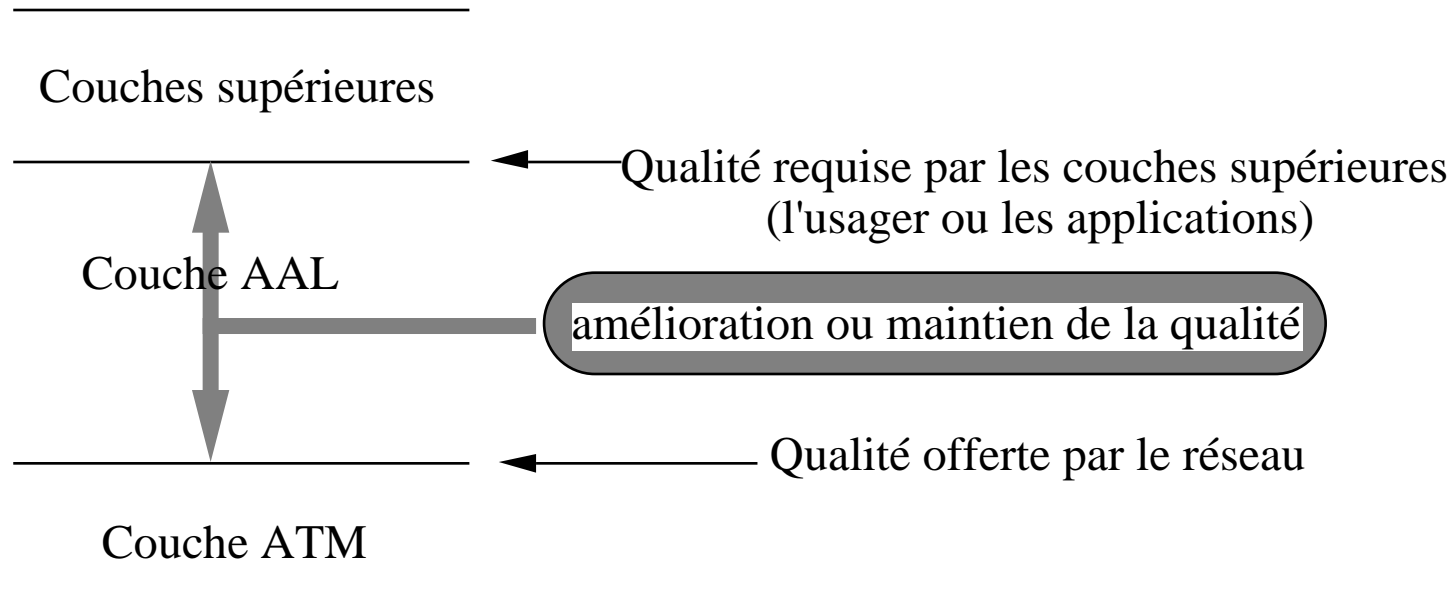 Couches supérieures
Qualité requise par les couches supérieures
(l'usager ou les applications)
Couche AAL
amélioration ou maintien de la qualité
Qualité offerte par le réseau
Couche ATM